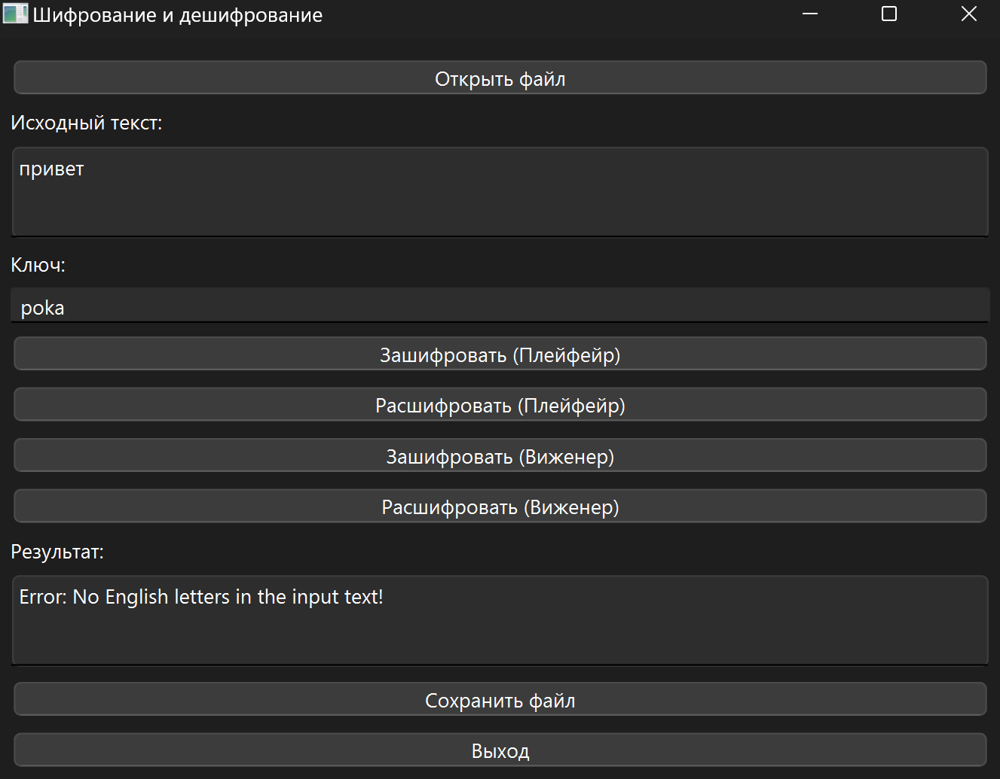 Шифрование и дешифрование
Открыть файл
Исходный текст:
привет
Ключ:
poka
Зашифровать (Плейфейр)
Расшифровать (Плейфейр)
Зашифровать (Виженер)
Расшифровать (Виженер)
Результат:
Error: No English letters in the input text!
Сохранить файл
Выход